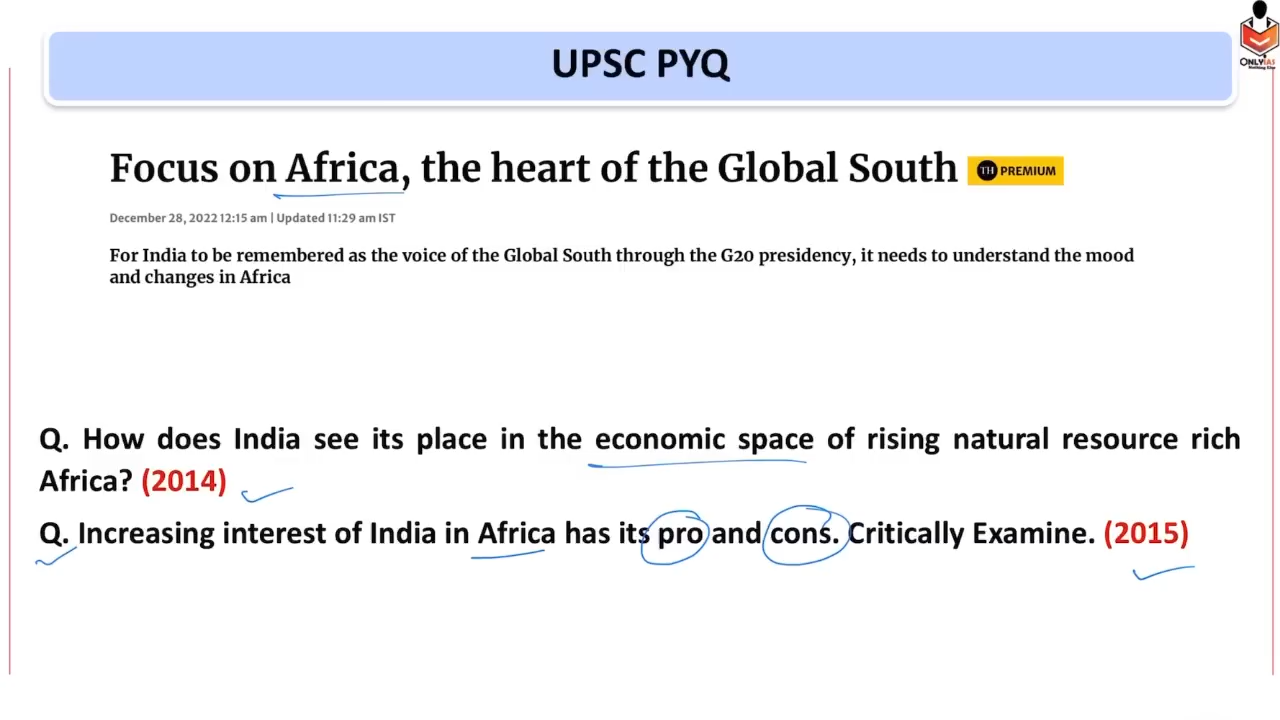 UPSC PYQ
ONLYIAS
Nothing Else
Focus on Africa, the heart of the Global South TH PREMIUM
December 28, 2022 12:15 am | Updated 11:29 am IST
For India to be remembered as the voice of the Global South through the G20 presidency, it needs to understand the mood
and changes in Africa
Q. How does India see its place in the economic space of rising natural resource rich
Africa? (2014)
Q. Increasing interest of India in Africa has its pro and cons. Critically Examine. (2015)